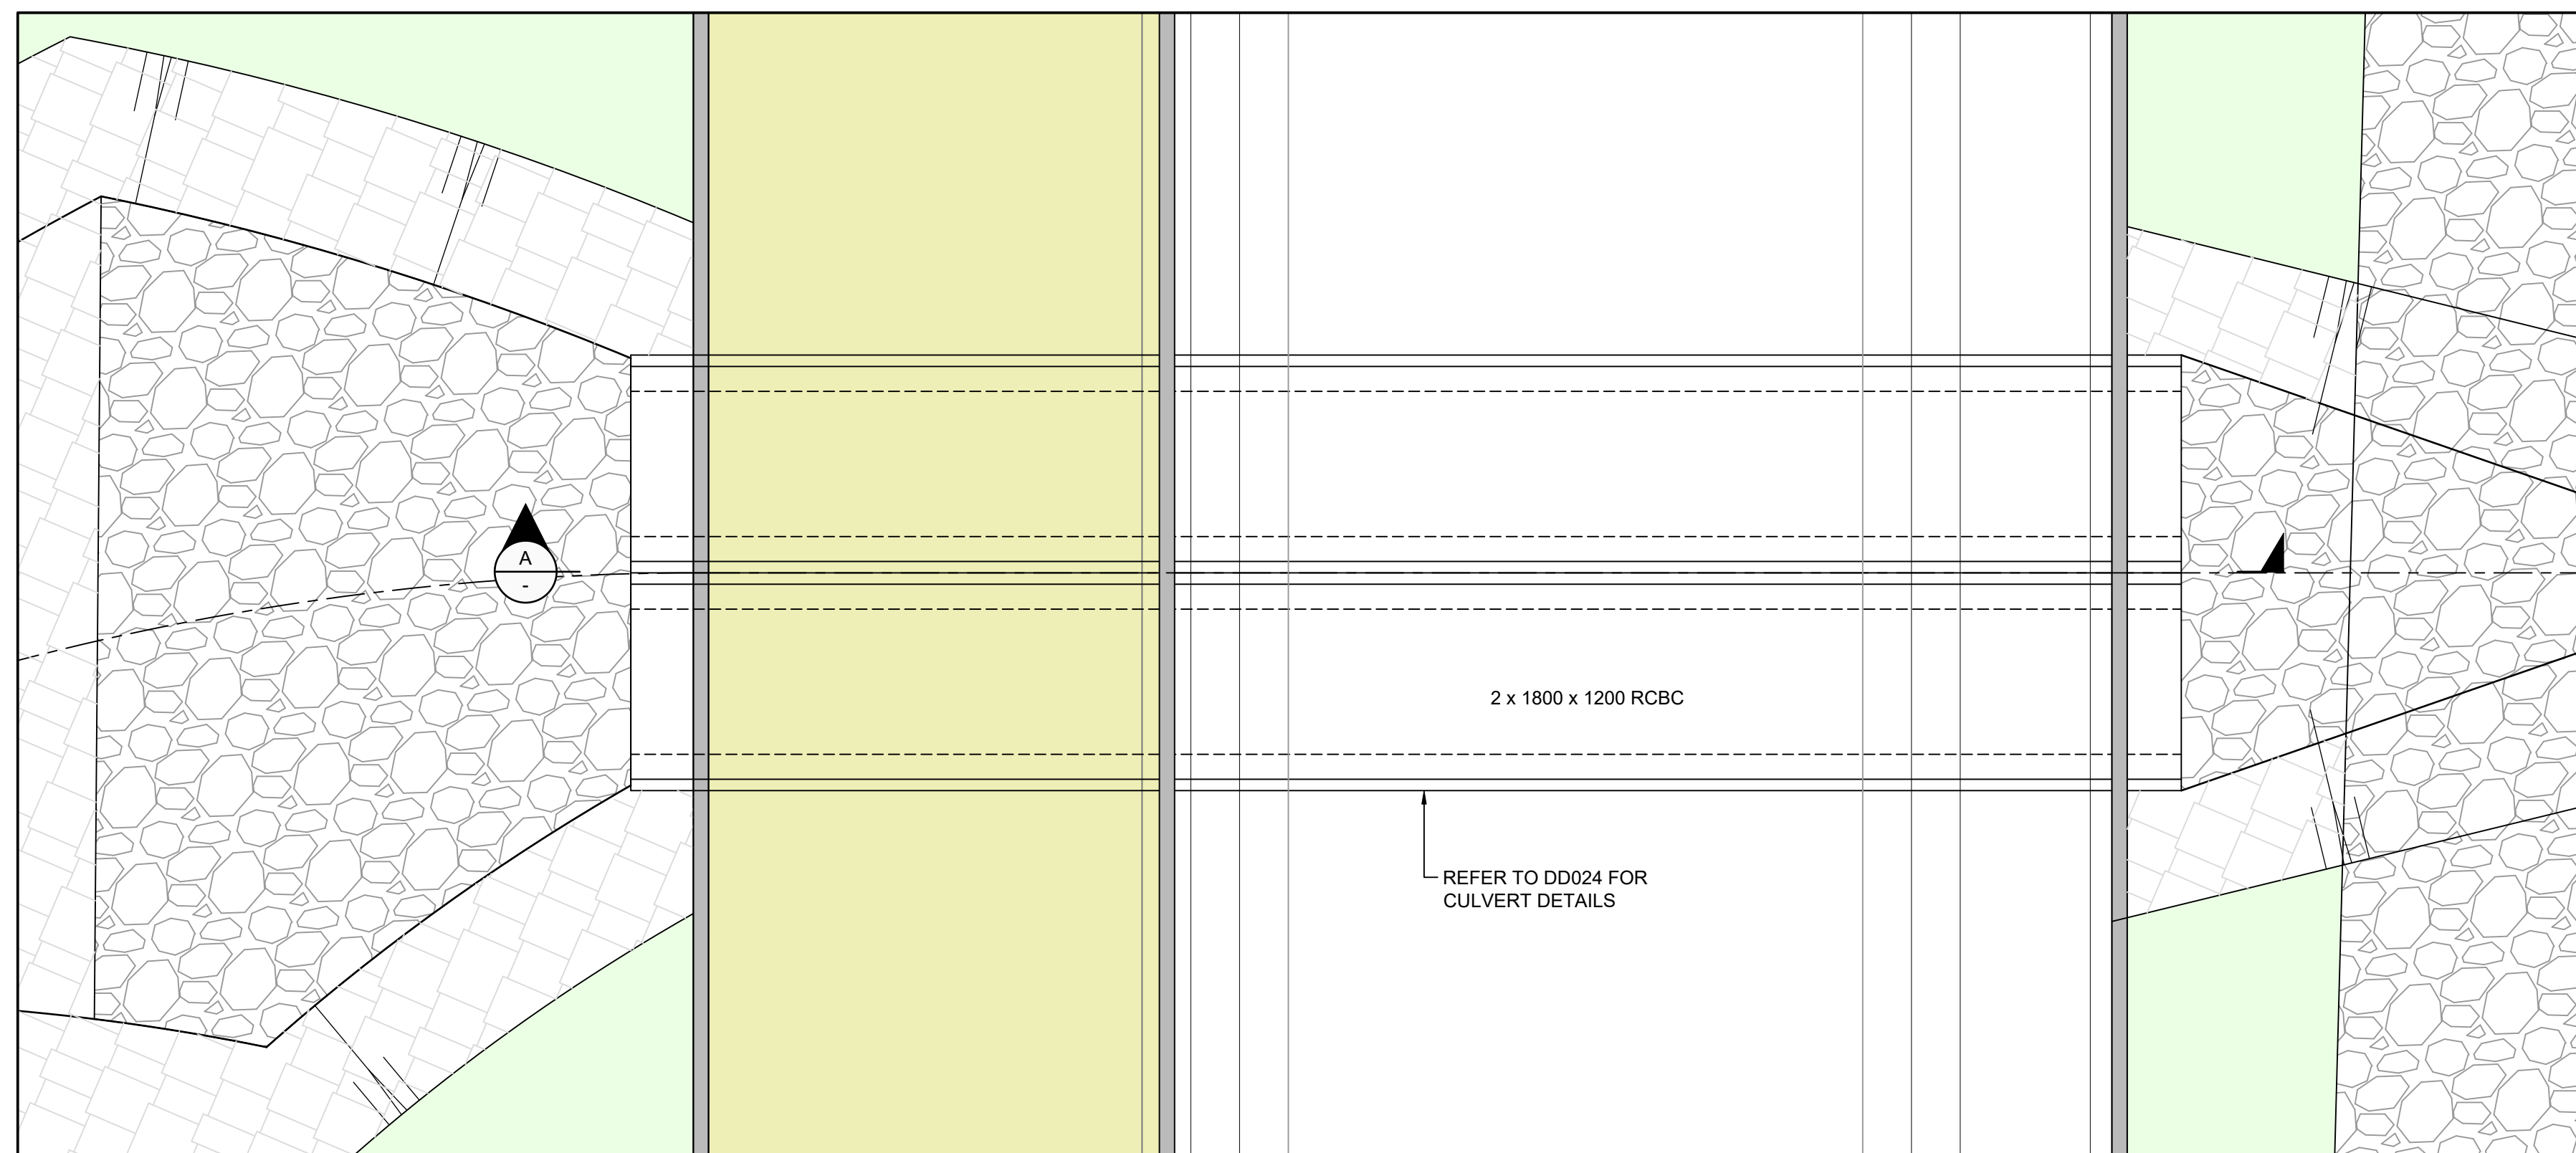 A
-
2 x 1800 x 1200 RCBC
REFER TO DD024 FOR
CULVERT DETAILS